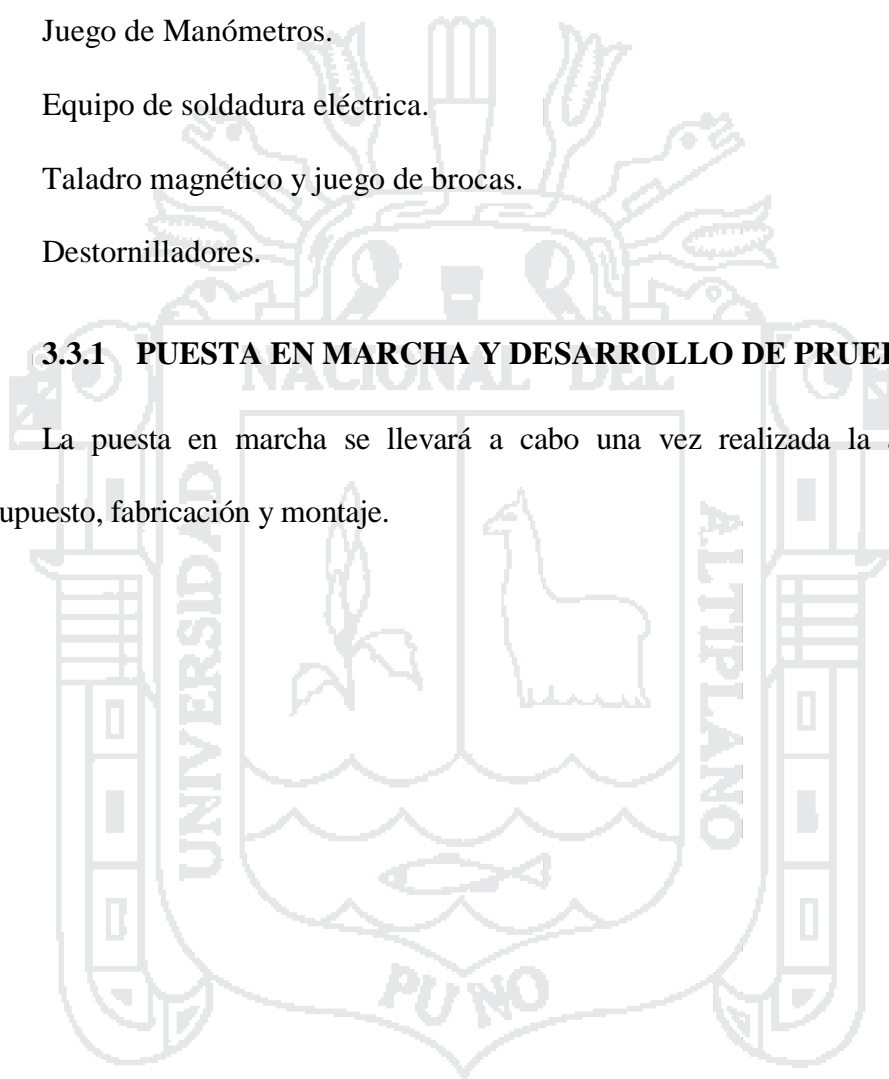 Juego de Manómetros.
Equipo de soldadura eléctrica.
Taladro magnético y juego de brocas.
Destornilladores.
3.3.1 PUESTA EN MARCHA Y DESARROLLO DE
NACIONAL DEL
La puesta en marcha se llevará a cabo una vez realizada la
fabricación y montaje.
UNIVERSIDAD
ALTIPLANO
PUNO